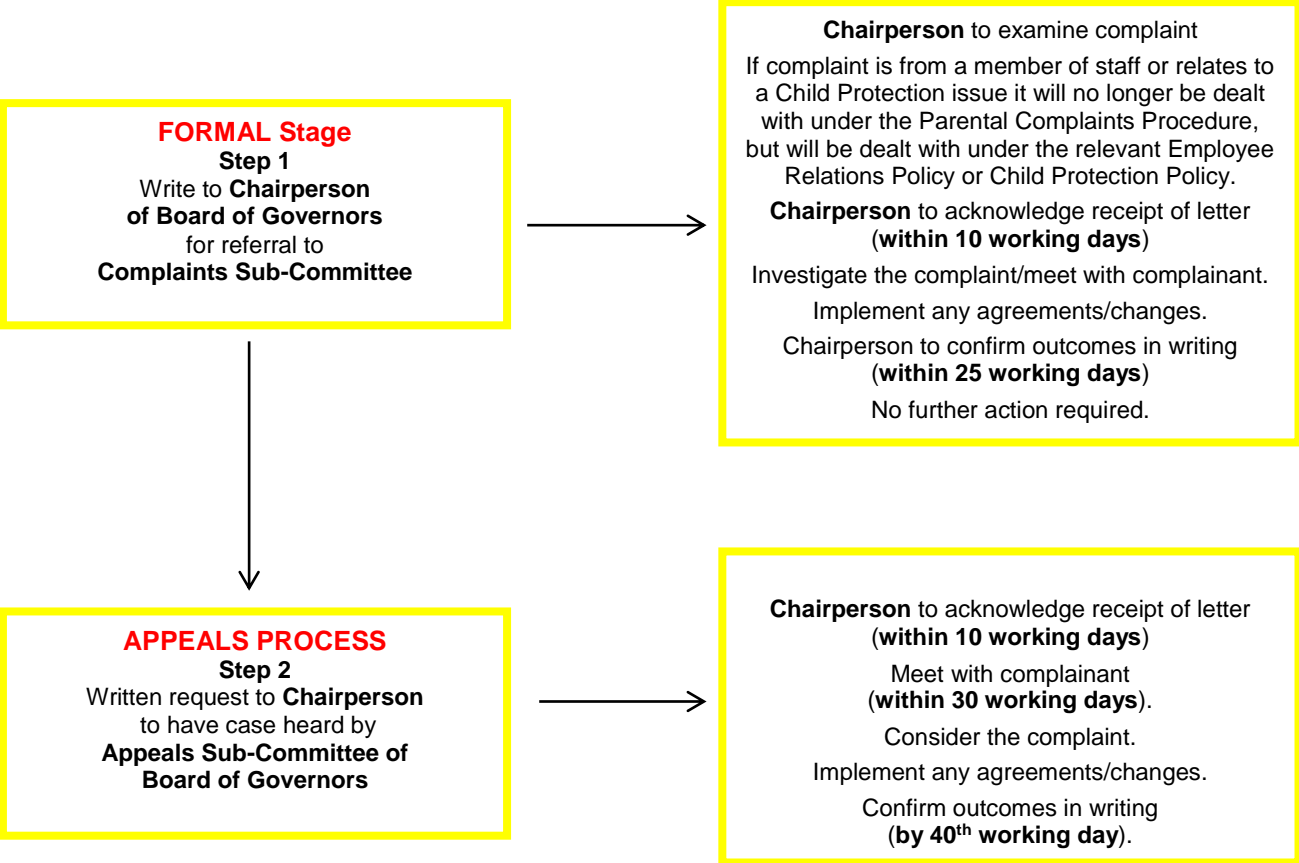 FORMAL Stage
Step 1
Write to Chairperson
of Board of Governors
for referral to
Complaints Sub-Committee
Chairperson to examine complaint
If complaint is from a member of staff or relates to
a Child Protection issue it will no longer be dealt
with under the Parental Complaints Procedure,
but will be dealt with under the relevant Employee
Relations Policy or Child Protection Policy.
Chairperson to acknowledge receipt of letter
(within 10 working days)
Investigate the complaint/meet with complainant.
Implement any agreements/changes.
Chairperson to confirm outcomes in writing
(within 25 working days)
No further action required.
APPEALS PROCESS
Step 2
Written request to Chairperson
to have case heard by
Appeals Sub-Committee of
Board of Governors
Chairperson to acknowledge receipt of letter
(within 10 working days)
Meet with complainant
(within 30 working days).
Consider the complaint.
Implement any agreements/changes.
Confirm outcomes in writing
(by 40th working day).